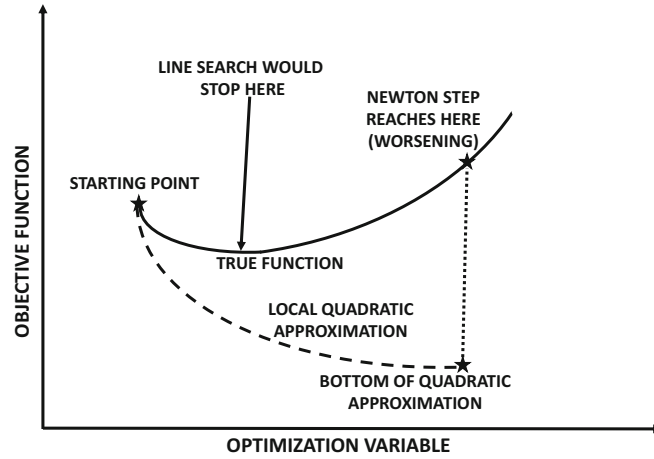 LINE SEARCH WOULD
STOP HERE
NEWTON STEP
REACHES HERE
(WORSENING)
STARTING POINT
TRUE FUNCTION
LOCAL QUADRATIC
APPROXIMATION
BOTTOM OF QUADRATIC
APPROXIMATION
OBJECTIVE FUNCTION
OPTIMIZATION VARIABLE